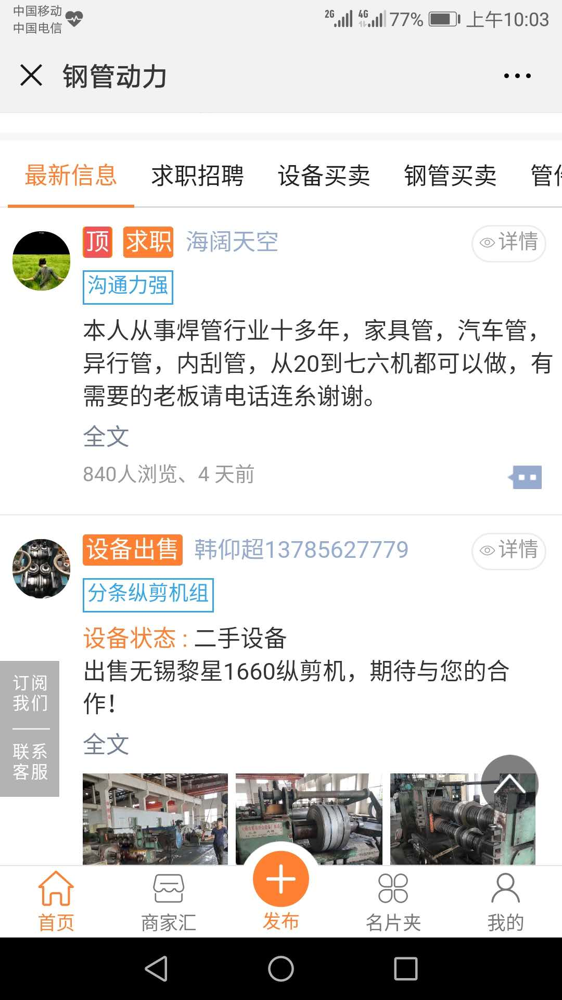 中国移动
中国电信
2G 4G 77% 上午10:03
钢管动力
最新信息 求职招聘 设备买卖 钢管买卖 管件
顶 求职 海阔天空 详情
沟通力强
本人从事焊管行业十多年，家具管，汽车管，
异行管，内刮管，从20到七六机都可以做，有
需要的老板请电话连糸谢谢。
全文
840人浏览、4 天前
设备出售 韩仰超13785627779 详情
分条纵剪机组
设备状态 : 二手设备
出售无锡黎星1660纵剪机，期待与您的合
作！
全文
订阅
我们
联系
客服
首页 商家汇 发布 名片夹 我的